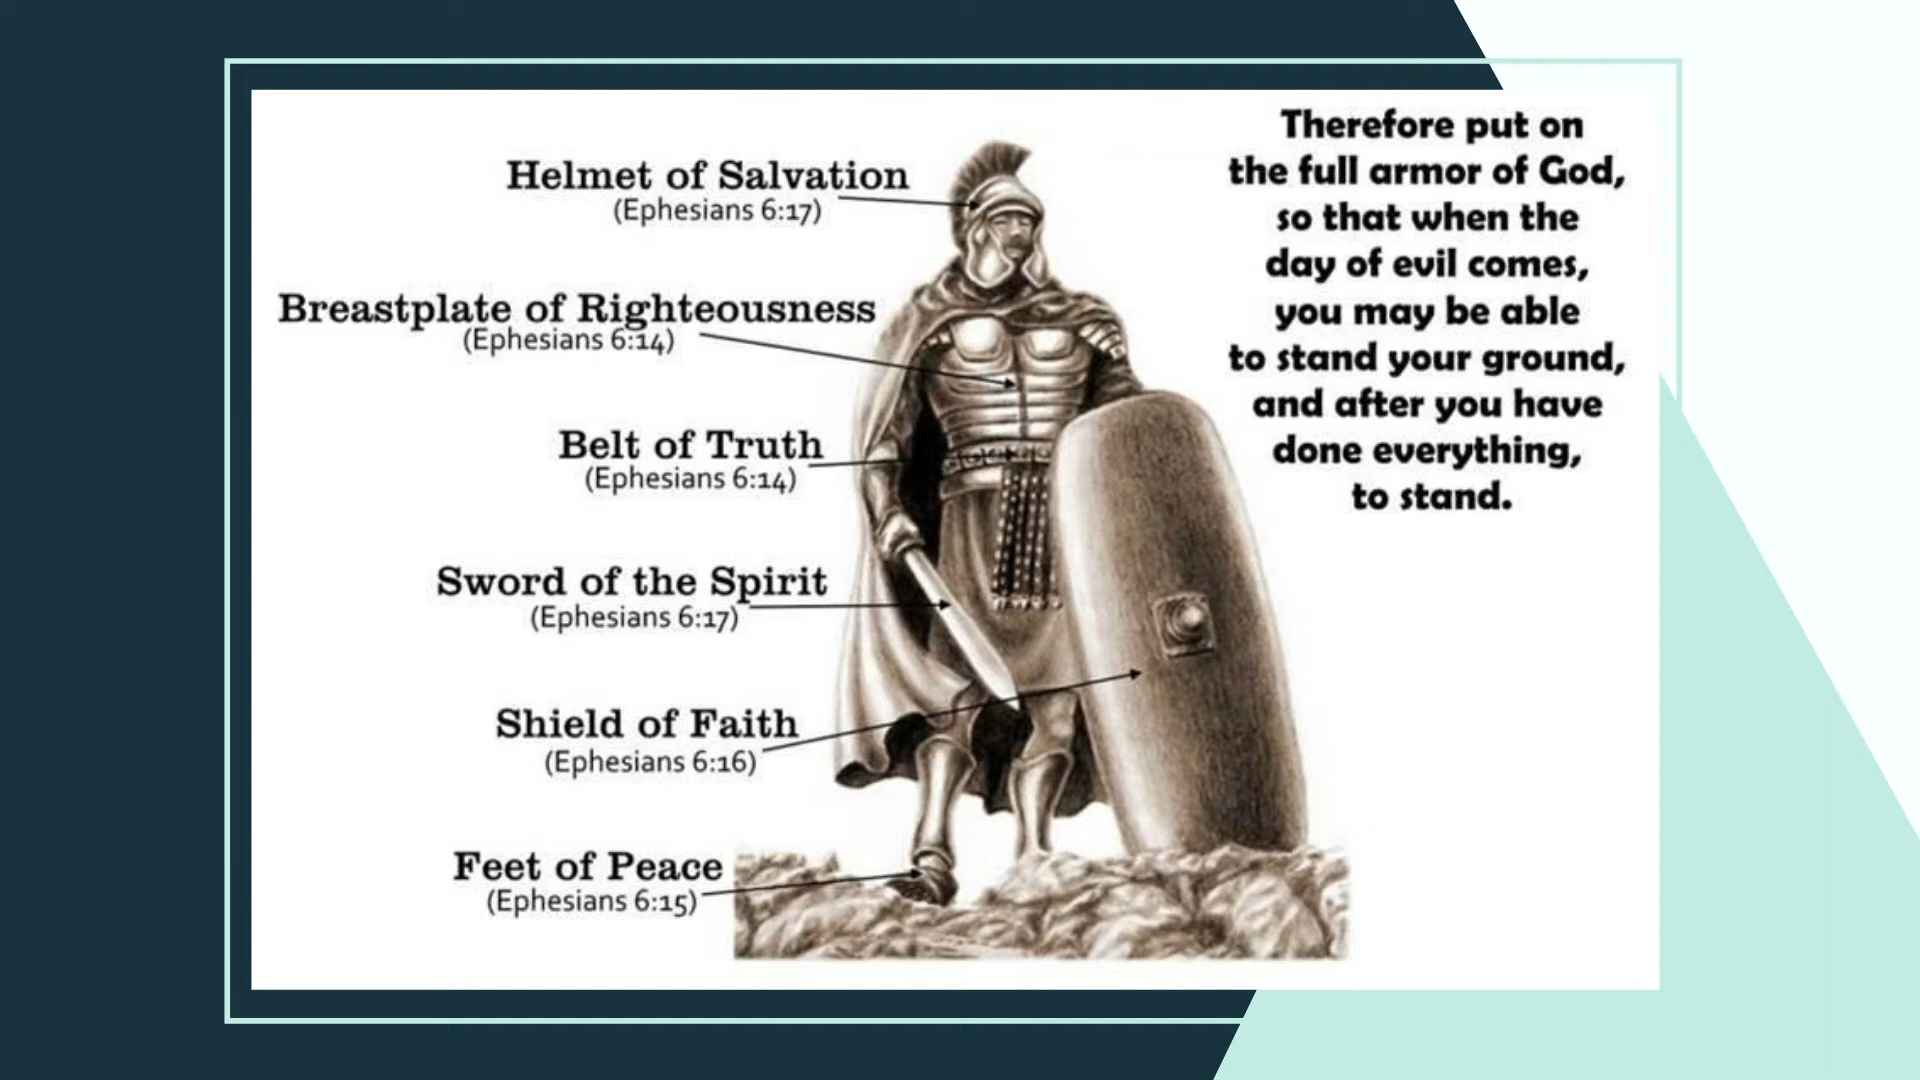 Helmet of Salvation
(Ephesians 6:17)
Breastplate of Righteousness
(Ephesians 6:14)
Belt of Truth
(Ephesians 6:14)
Sword of the Spirit
(Ephesians 6:17)
Shield of Faith
(Ephesians 6:16)
Feet of Peace
(Ephesians 6:15)
Therefore put on
the full armor of God,
so that when the
day of evil comes,
you may be able
to stand your ground,
and after you have
done everything,
to stand.